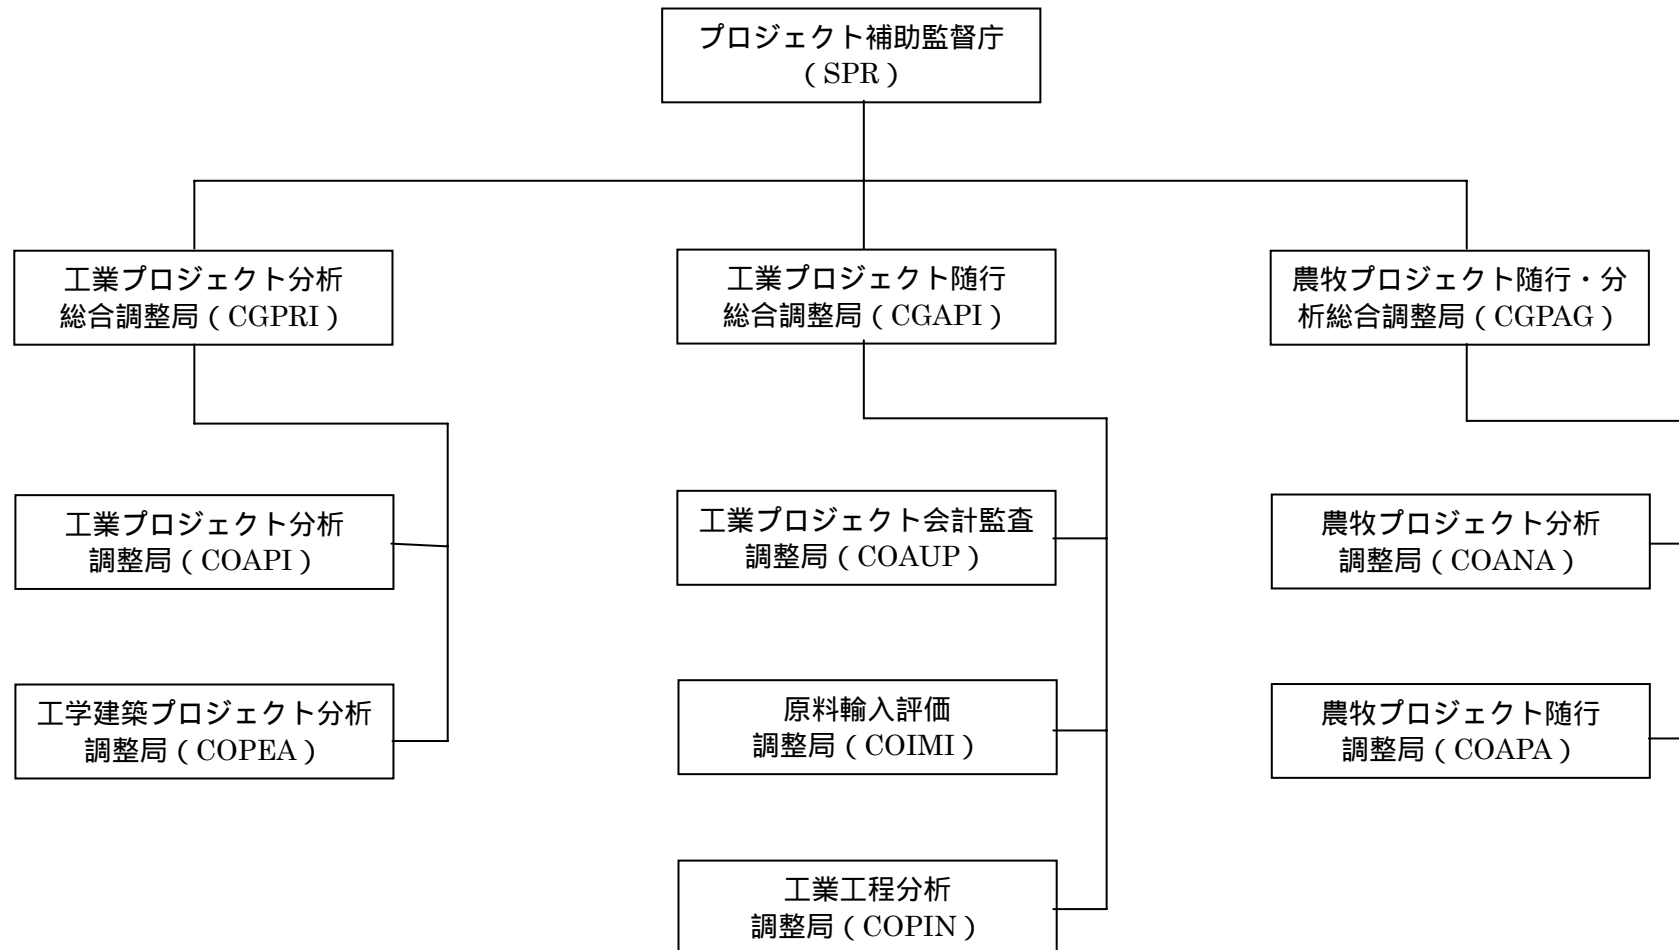 プロジェクト補助監督庁
( SPR )
工業プロジェクト分析
総合調整局 ( CGPRI )
工業プロジェクト随行
総合調整局 ( CGAPI )
農牧プロジェクト随行・分
析総合調整局 ( CGPAG )
工業プロジェクト分析
調整局 ( COAPI )
工業プロジェクト会計監査
調整局 ( COAUP )
農牧プロジェクト分析
調整局 ( COANA )
工学建築プロジェクト分析
調整局 ( COPEA )
原料輸入評価
調整局 ( COIMI )
農牧プロジェクト随行
調整局 ( COAPA )
工業工程分析
調整局 ( COPIN )